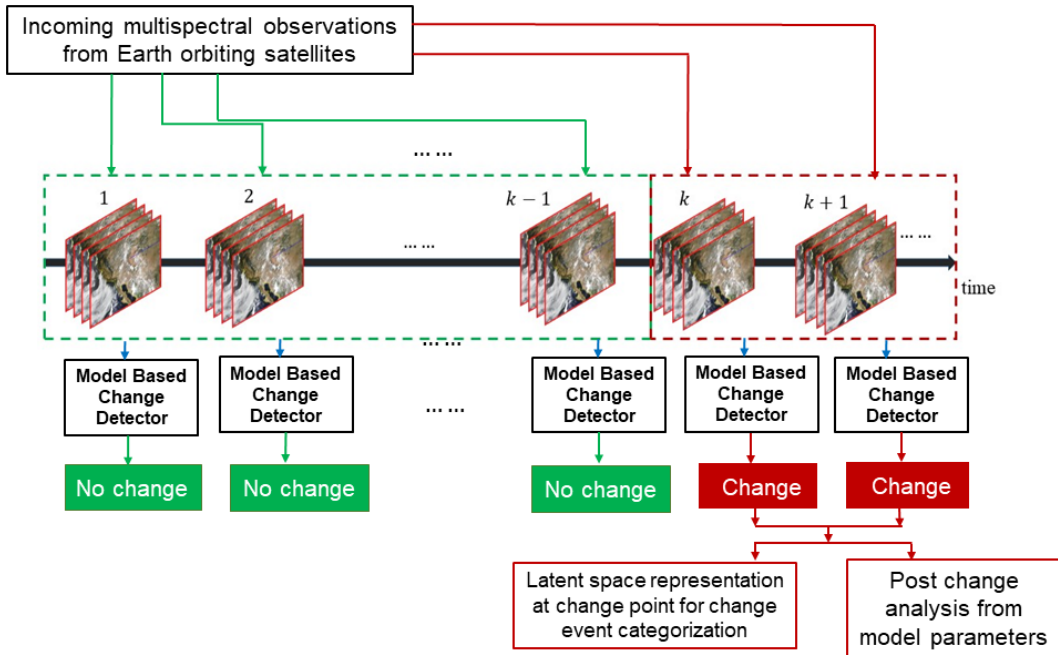 Incoming multispectral observations
from Earth orbiting satellites
... ...
1
2
k − 1
k
k + 1
... ...
... ...
time
... ...
Model Based
Change
Detector
Model Based
Change
Detector
... ...
Model Based
Change
Detector
Model Based
Change
Detector
Model Based
Change
Detector
No change
No change
No change
Change
Change
Latent space representation
at change point for change
event categorization
Post change
analysis from
model parameters